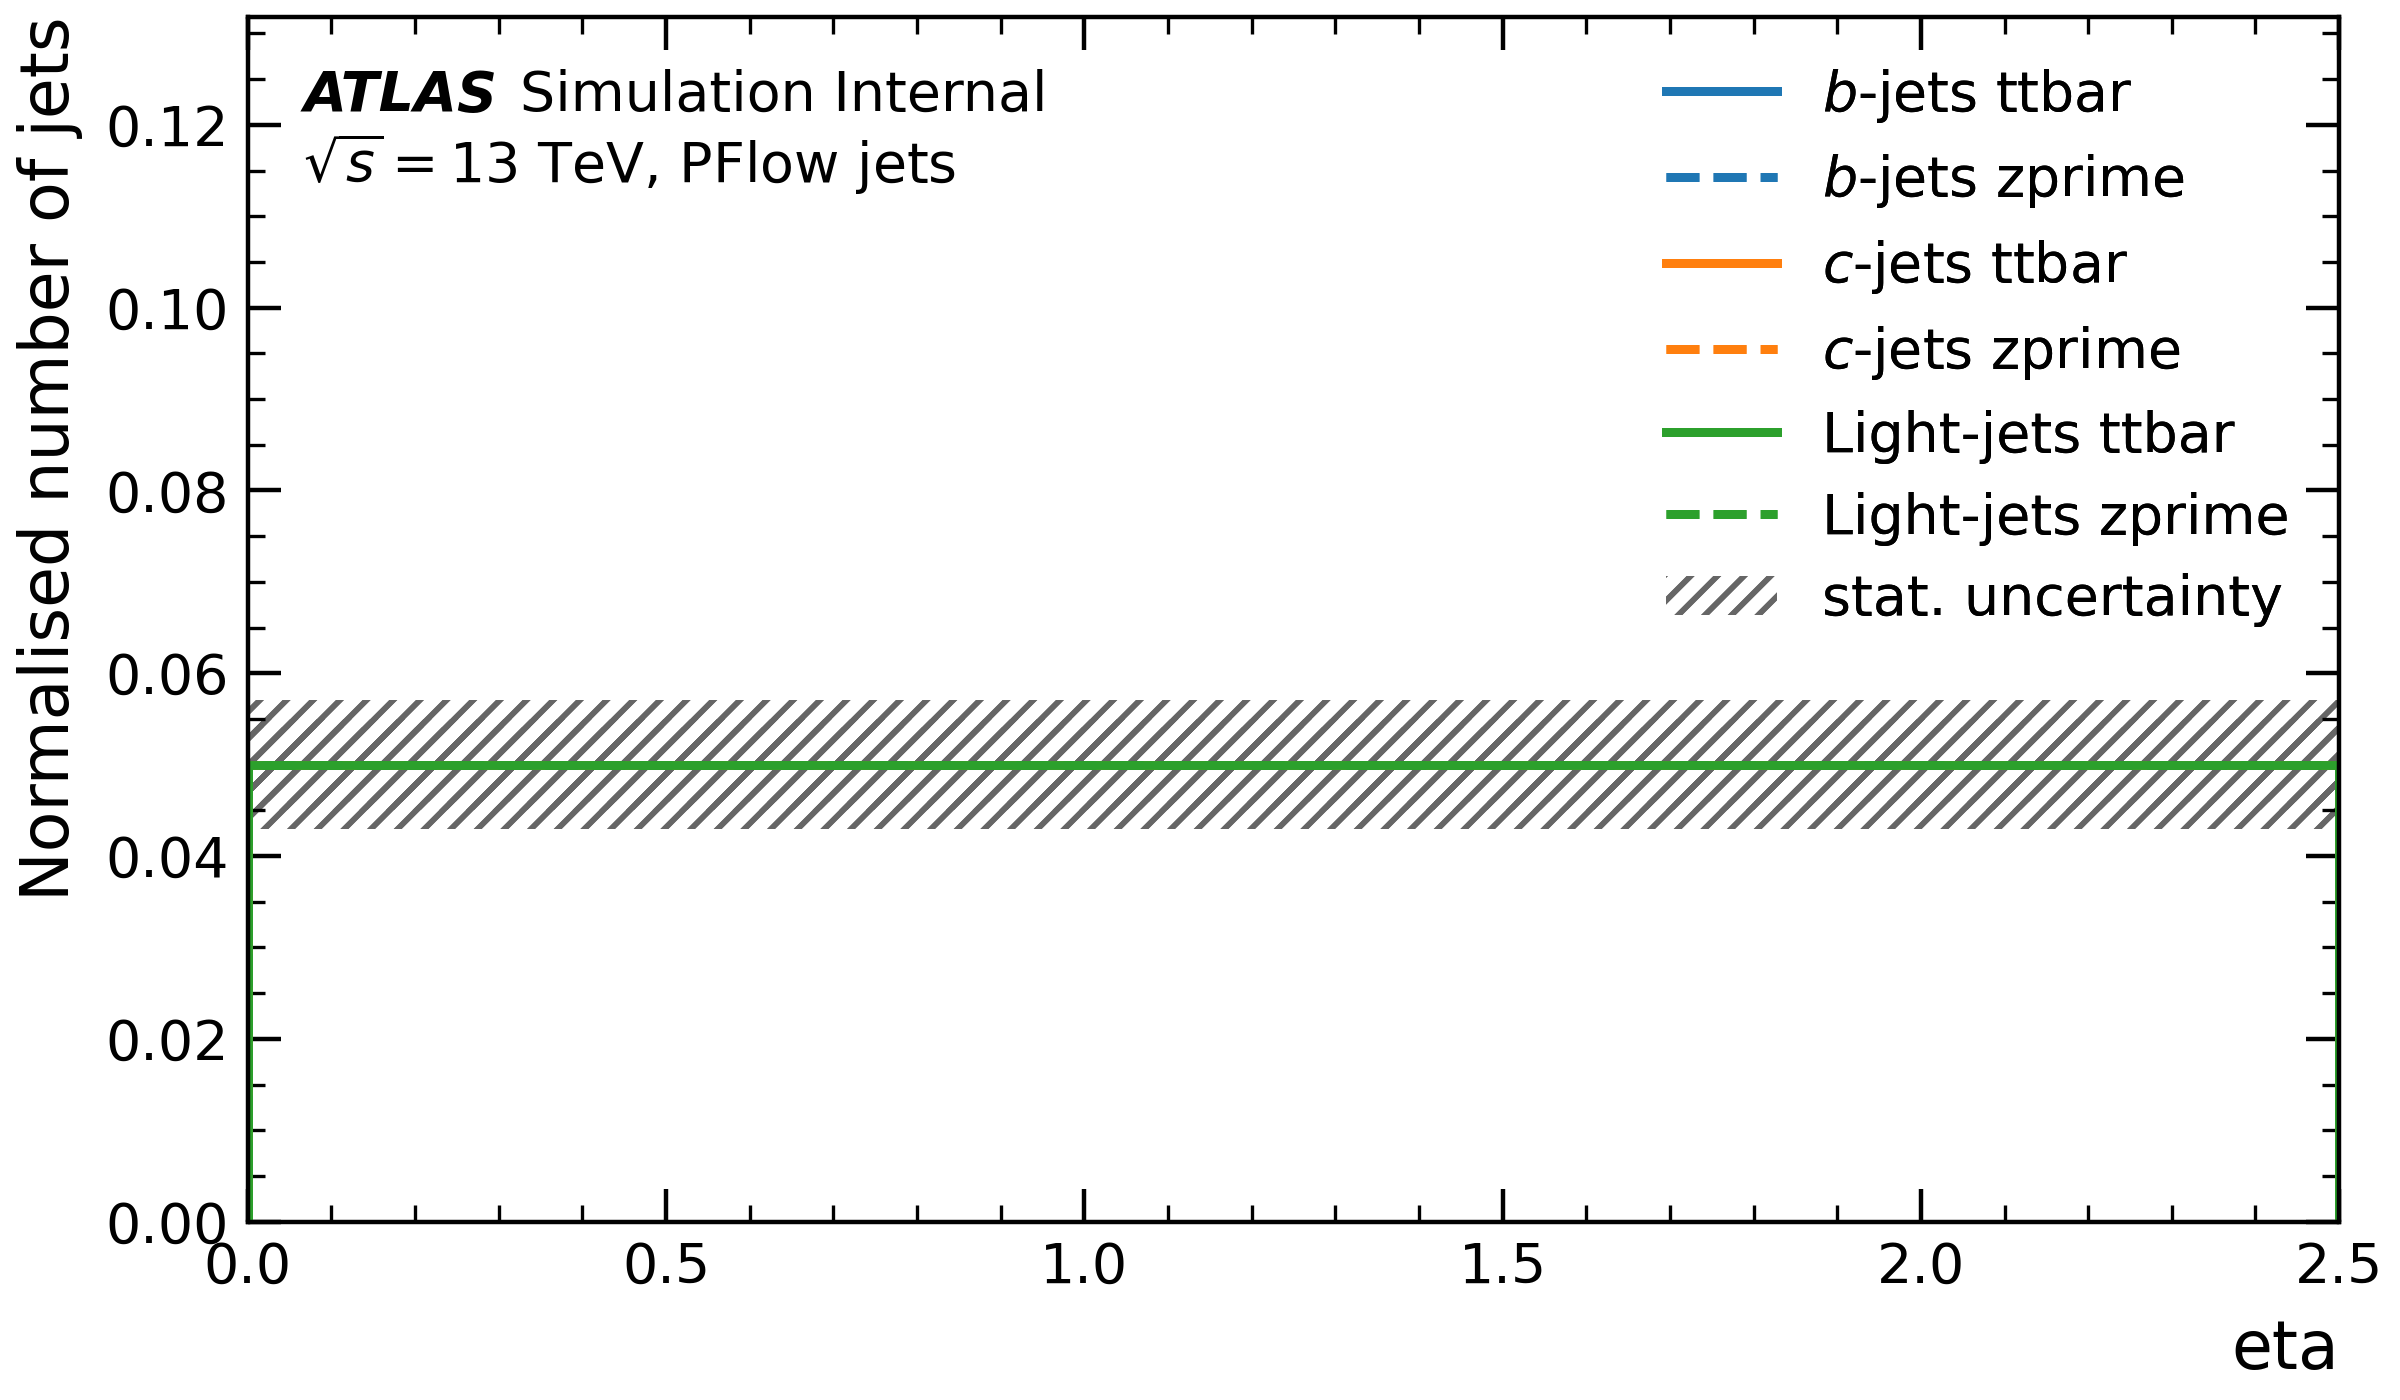 Normalised number of jets
ATLAS Simulation Internal
√s = 13 TeV, PFlow jets
b-jets ttbar
b-jets zprime
c-jets ttbar
c-jets zprime
Light-jets ttbar
Light-jets zprime
stat. uncertainty
0.12
0.10
0.08
0.06
0.04
0.02
0.00
0.0 0.5 1.0 1.5 2.0 2.5
eta